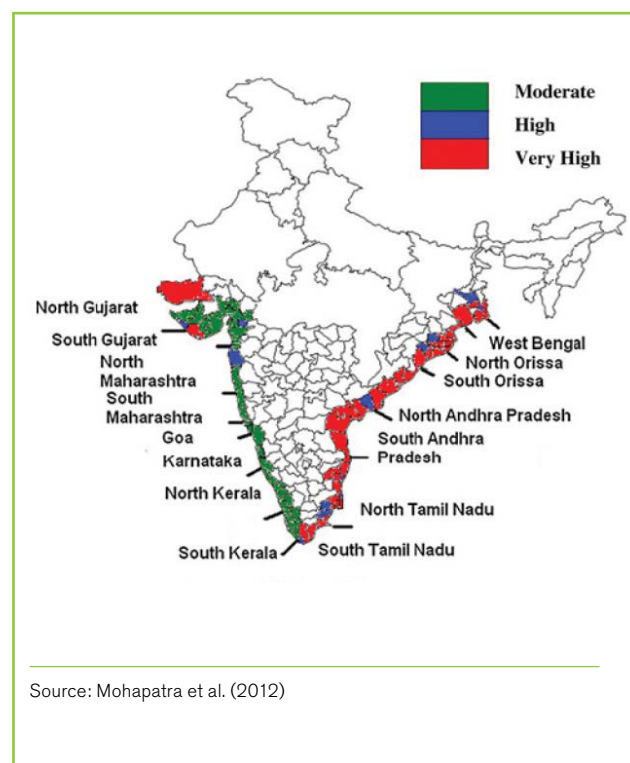 Moderate
High
Very High
North Gujarat
South Gujarat
North
Maharashtra
South
Maharashtra
Goa
Karnataka
North Kerala
South Kerala
West Bengal
North Orissa
South Orissa
North Andhra Pradesh
South Andhra
Pradesh
North Tamil Nadu
South Tamil Nadu
Source: Mohapatra et al. (2012)